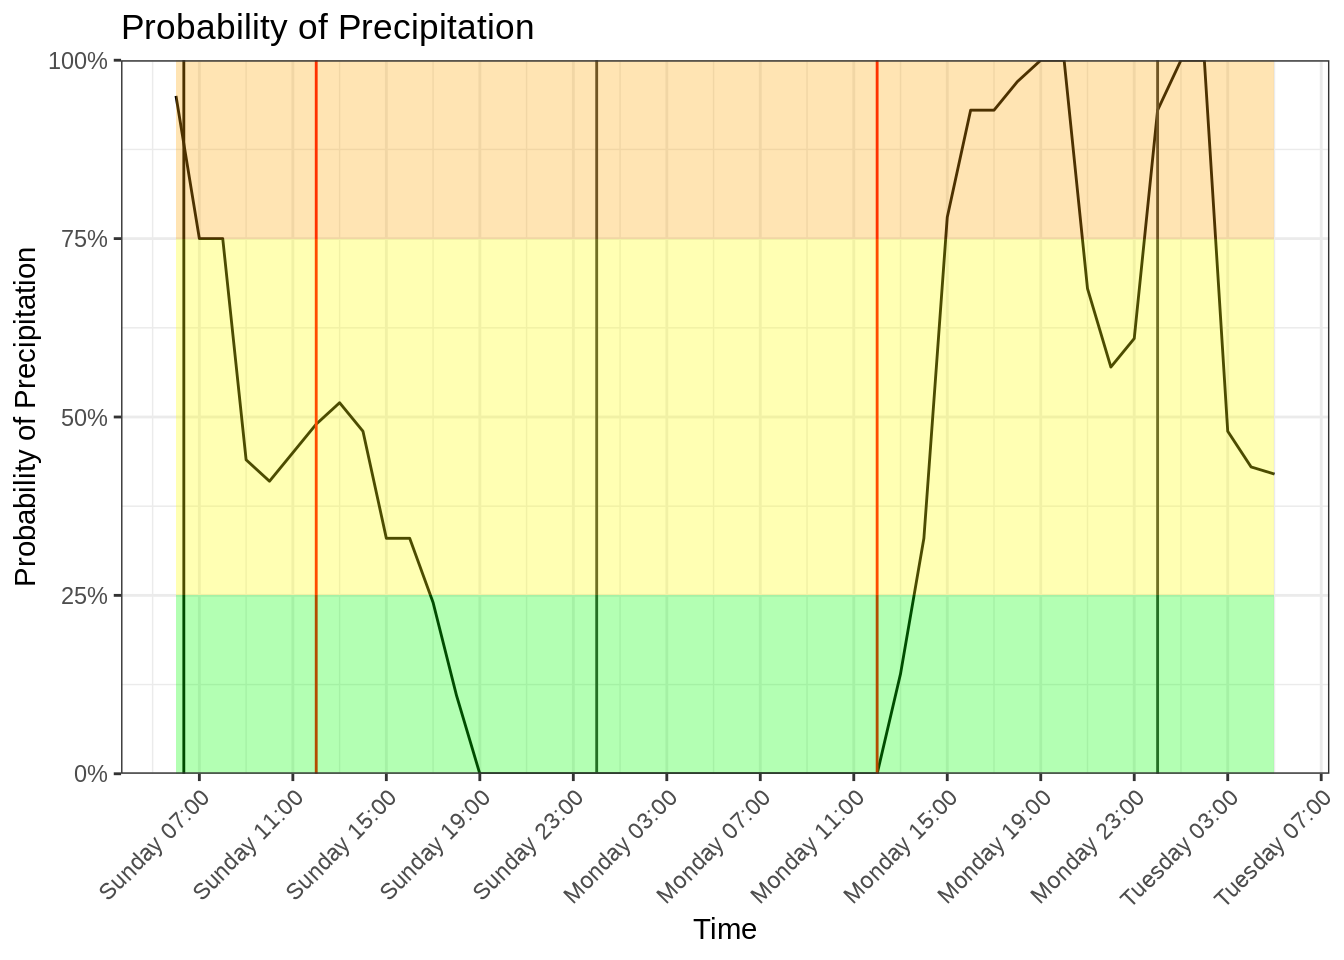 Probability of Precipitation
Probability of Precipitation
100%
75%
50%
25%
0%
Sunday 07:00
Sunday 11:00
Sunday 15:00
Sunday 19:00
Sunday 23:00
Monday 03:00
Monday 07:00
Monday 11:00
Monday 15:00
Monday 19:00
Monday 23:00
Tuesday 03:00
Tuesday 07:00
Time